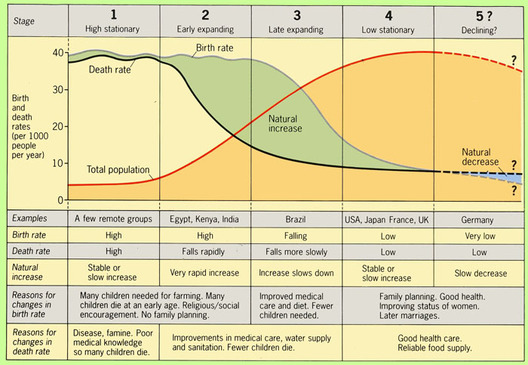 Stage
1
High stationary
2
Early expanding
3
Late expanding
4
Low stationary
5 ?
Declining?
Birth
and
death
rates
(per 1000
people
per year)
40
30
20
10
0
Birth rate
Death rate
Natural
increase
Total population
Natural
decrease
?
?
?
Examples
A few remote groups
Egypt, Kenya, India
Brazil
USA, Japan France, UK
Germany
Birth rate
High
High
Falling
Low
Very low
Death rate
High
Falls rapidly
Falls more slowly
Low
Low
Natural
increase
Stable or
slow increase
Very rapid increase
Increase slows down
Stable or
slow increase
Slow decrease
Reasons for
changes in
birth rate
Many children needed for farming. Many
children die at an early age. Religious/social
encouragement. No family planning.
Improved medical
care and diet. Fewer
children needed.
Family planning. Good health.
Improving status of women.
Later marriages.
Reasons for
changes in
death rate
Disease, famine. Poor
medical knowledge
so many children die.
Improvements in medical care, water supply
and sanitation. Fewer children die.
Good health care.
Reliable food supply.